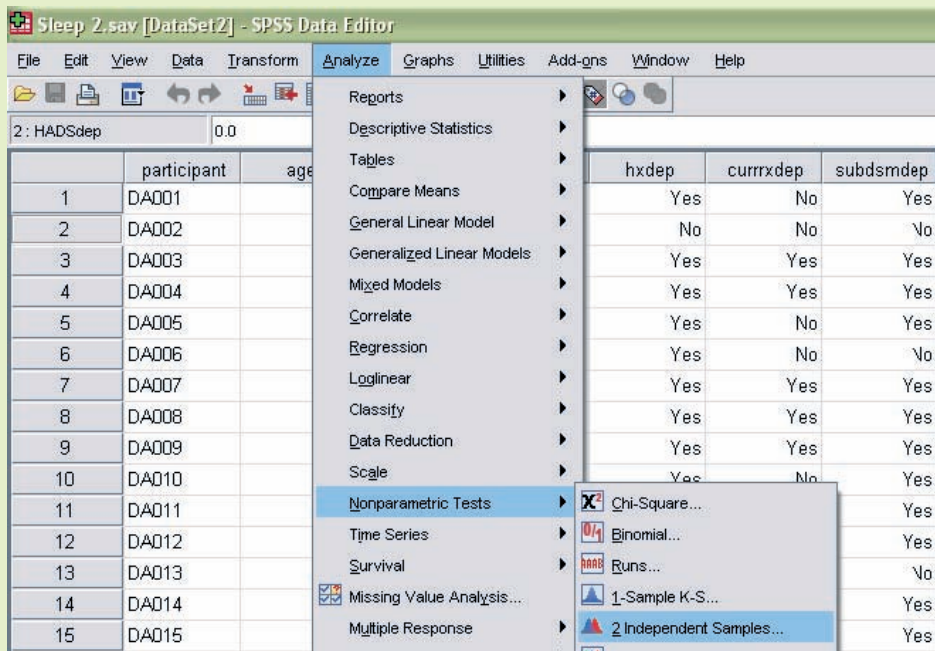 Sleep 2.sav [DataSet2] - SPSS Data Editor
File Edit View Data Transform Analyze Graphs Utilities Add-ons Window Help
2 : HADSdep 0.0
participant age hxdep currrxdep subdsmdep
1 DA001 Yes No Yes
2 DA002 No No No
3 DA003 Yes Yes Yes
4 DA004 Yes Yes Yes
5 DA005 Yes No Yes
6 DA006 Yes No No
7 DA007 Yes Yes Yes
8 DA008 Yes Yes Yes
9 DA009 Yes Yes Yes
10 DA010 Yes No Yes
11 DA011 Yes
12 DA012 Yes
13 DA013 No
14 DA014 Yes
15 DA015 Yes
Reports
Descriptive Statistics
Tables
Compare Means
General Linear Model
Generalized Linear Models
Mixed Models
Correlate
Regression
Loglinear
Classify
Data Reduction
Scale
Nonparametric Tests
Time Series
Survival
Missing Value Analysis...
Multiple Response
Chi-Square...
Binomial...
Runs...
1-Sample K-S...
2 Independent Samples...